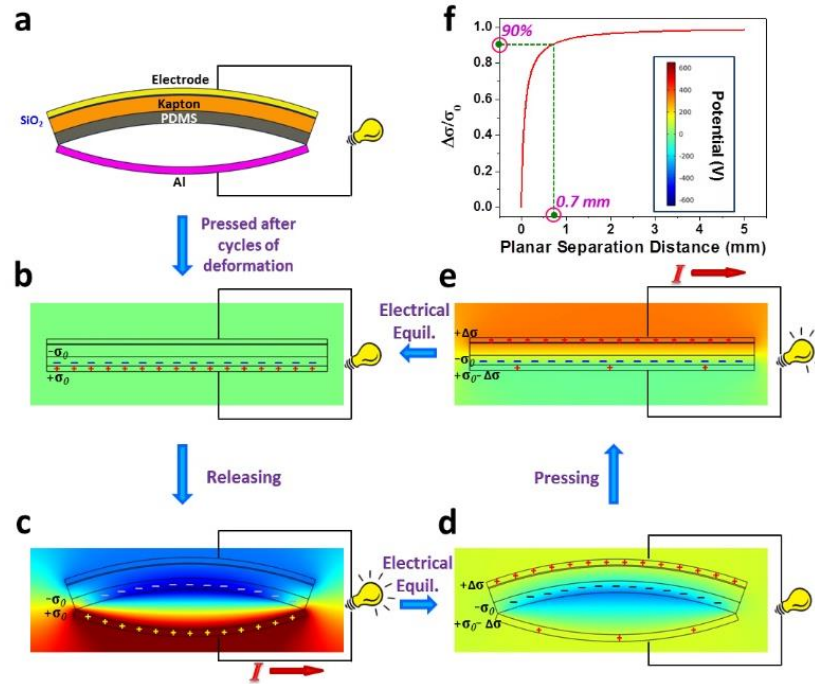 a
Electrode
SiO₂
Kapton
PDMS
Al
Pressed after
cycles of
deformation
f
90%
1.0
0.8
0.6
0.4
0.2
0.0
Δσ/σ₀
0.7 mm
0 1 2 3 4 5
Planar Separation Distance (mm)
600
400
200
0
-200
-400
-600
Potential (V)
b
−σ₀
+σ₀
Electrical
Equil.
e
I
+Δσ
−σ₀
+σ₀− Δσ
Releasing
Pressing
c
−σ₀
+σ₀
I
Electrical
Equil.
d
+Δσ
−σ₀
+σ₀ − Δσ